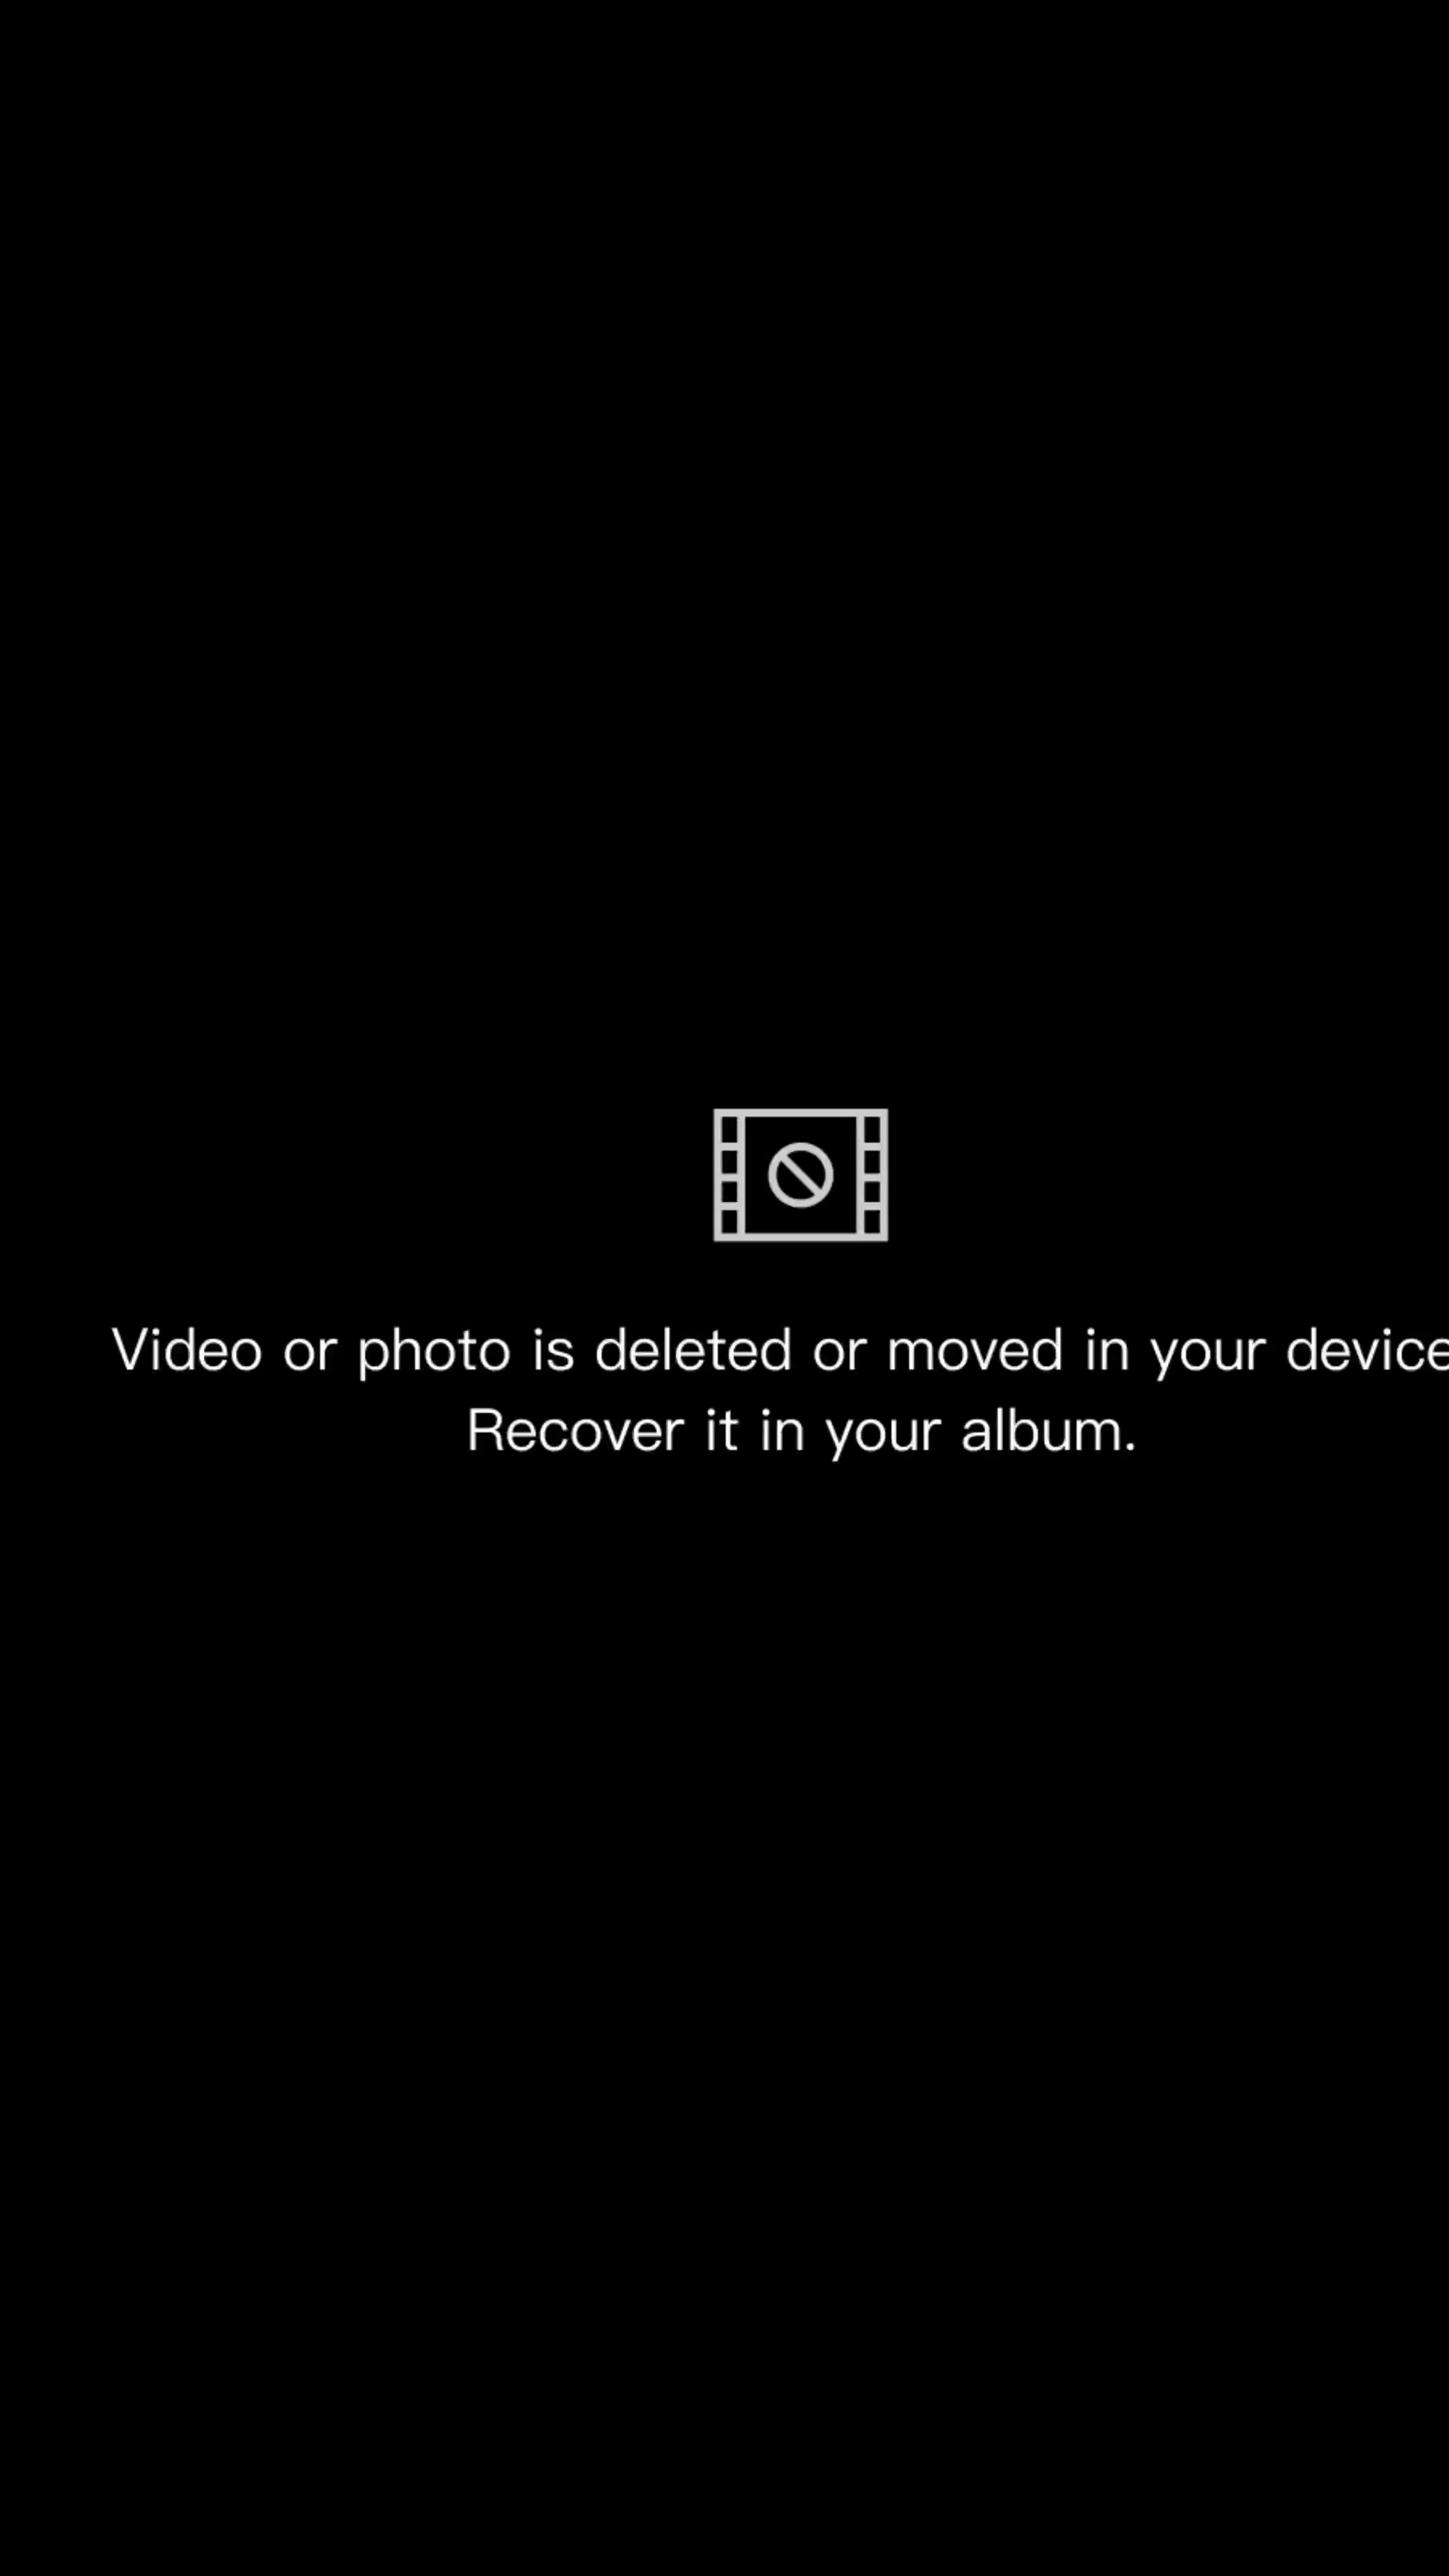 Video or photo is deleted or moved in your device
Recover it in your album.